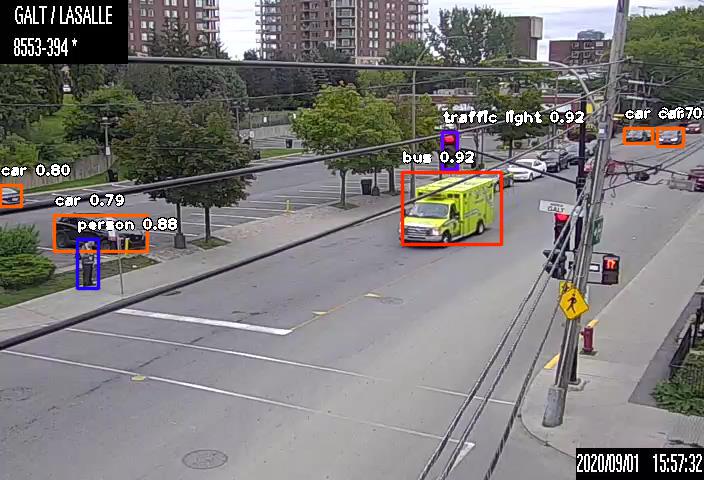 GALT / LASALLE
8553-394 *
traffic light 0.92
car
bus 0.92
car 0.80
car 0.79
person 0.88
GALT
2020/09/01 15:57:32